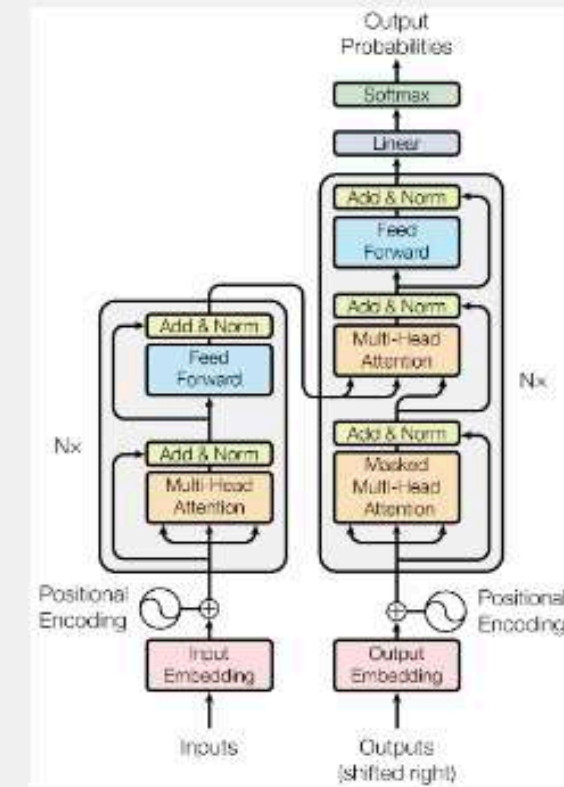 Output
Probabilities
Softmax
Linear
Add & Norm
Feed
Forward
Add & Norm
Multi-Head
Attention
Nx
Add & Norm
Masked
Multi-Head
Attention
Positional
Encoding
Output
Embedding
Outputs
(shifted right)
Add & Norm
Feed
Forward
Nx
Add & Norm
Multi-Head
Attention
Positional
Encoding
Input
Embedding
Inputs